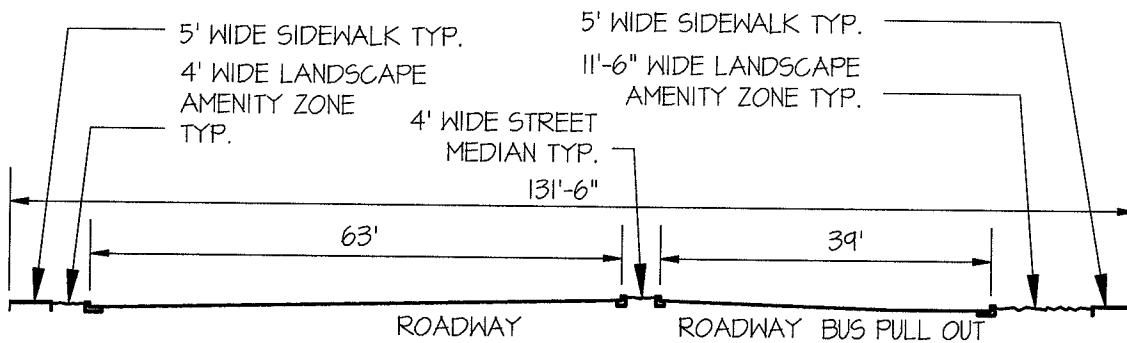 5' WIDE SIDEWALK TYP.
4' WIDE LANDSCAPE
AMENITY ZONE
TYP.
4' WIDE STREET
MEDIAN TYP.
5' WIDE SIDEWALK TYP.
11'-6" WIDE LANDSCAPE
AMENITY ZONE TYP.
131'-6"
63'
39'
ROADWAY
ROADWAY BUS PULL OUT